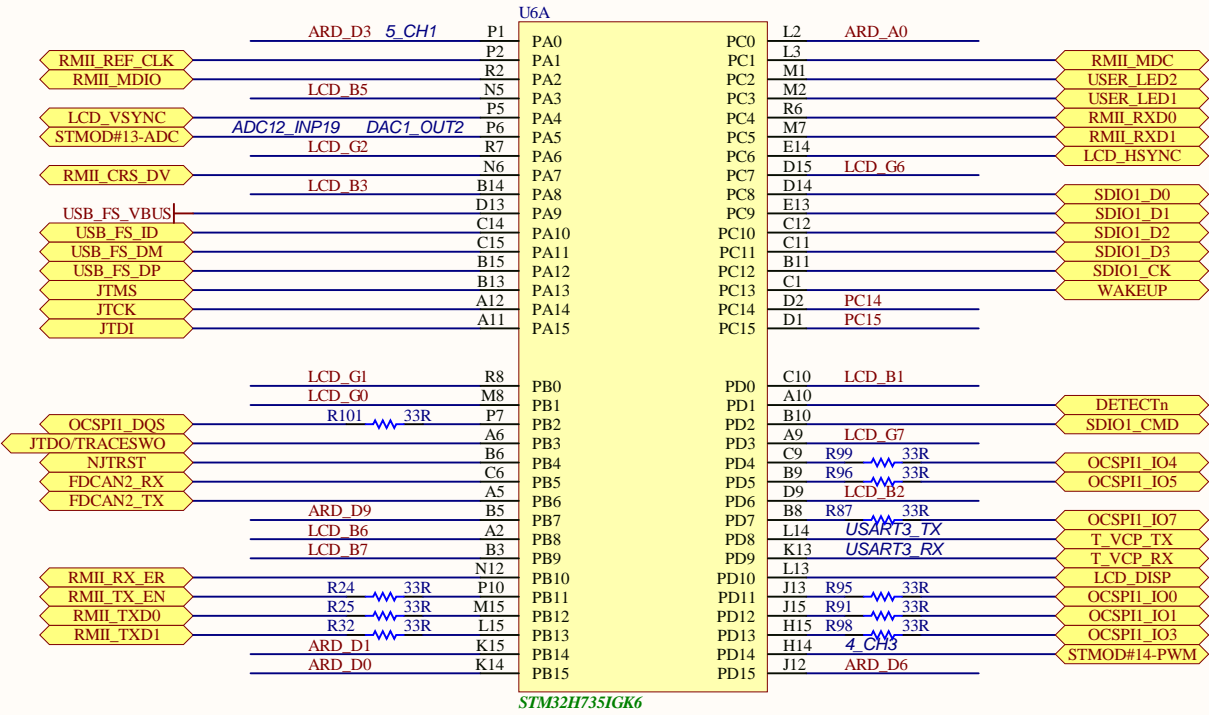 U6A
ARD_D3 5_CH1 P1 PA0 PC0 L2 ARD_A0
RMII_REF_CLK P2 PA1 PC1 L3 RMII_MDC
RMII_MDIO R2 PA2 PC2 M1 USER_LED2
LCD_B5 N5 PA3 PC3 M2 USER_LED1
LCD_VSYNC P5 PA4 PC4 R6 RMII_RXD0
STMOD#13-ADC ADC12_INP19 DAC1_OUT2 P6 PA5 PC5 M7 RMII_RXD1
LCD_G2 R7 PA6 PC6 E14 LCD_HSYNC
RMII_CRS_DV N6 PA7 PC7 D15 LCD_G6
LCD_B3 B14 PA8 PC8 D14 SDIO1_D0
USB_FS_VBUS D13 PA9 PC9 E13 SDIO1_D1
USB_FS_ID C14 PA10 PC10 C12 SDIO1_D2
USB_FS_DM C15 PA11 PC11 C11 SDIO1_D3
USB_FS_DP B15 PA12 PC12 B11 SDIO1_CK
JTMS B13 PA13 PC13 C1 WAKEUP
JTCK A12 PA14 PC14 D2 PC14
JTDI A11 PA15 PC15 D1 PC15
LCD_G1 R8 PB0 PD0 C10 LCD_B1
LCD_G0 M8 PB1 PD1 A10 DETECTn
OCSPI1_DQS R101 33R P7 PB2 PD2 B10 SDIO1_CMD
JTDO/TRACESWO A6 PB3 PD3 A9 LCD_G7
NJTRST B6 PB4 PD4 C9 R99 33R OCSPI1_IO4
FDCAN2_RX C6 PB5 PD5 B9 R96 33R OCSPI1_IO5
FDCAN2_TX A5 PB6 PD6 D9 LCD_B2
ARD_D9 B5 PB7 PD7 B8 R87 33R OCSPI1_IO7
LCD_B6 A2 PB8 PD8 L14 USART3_TX T_VCP_TX
LCD_B7 B3 PB9 PD9 K13 USART3_RX T_VCP_RX
RMII_RX_ER N12 PB10 PD10 L13 LCD_DISP
RMII_TX_EN R24 33R P10 PB11 PD11 J13 R95 33R OCSPI1_IO0
RMII_TXD0 R25 33R M15 PB12 PD12 J15 R91 33R OCSPI1_IO1
RMII_TXD1 R32 33R L15 PB13 PD13 H15 R98 33R OCSPI1_IO3
ARD_D1 K15 PB14 PD14 H14 4_CH3 STMOD#14-PWM
ARD_D0 K14 PB15 PD15 J12 ARD_D6
STM32H735IGK6